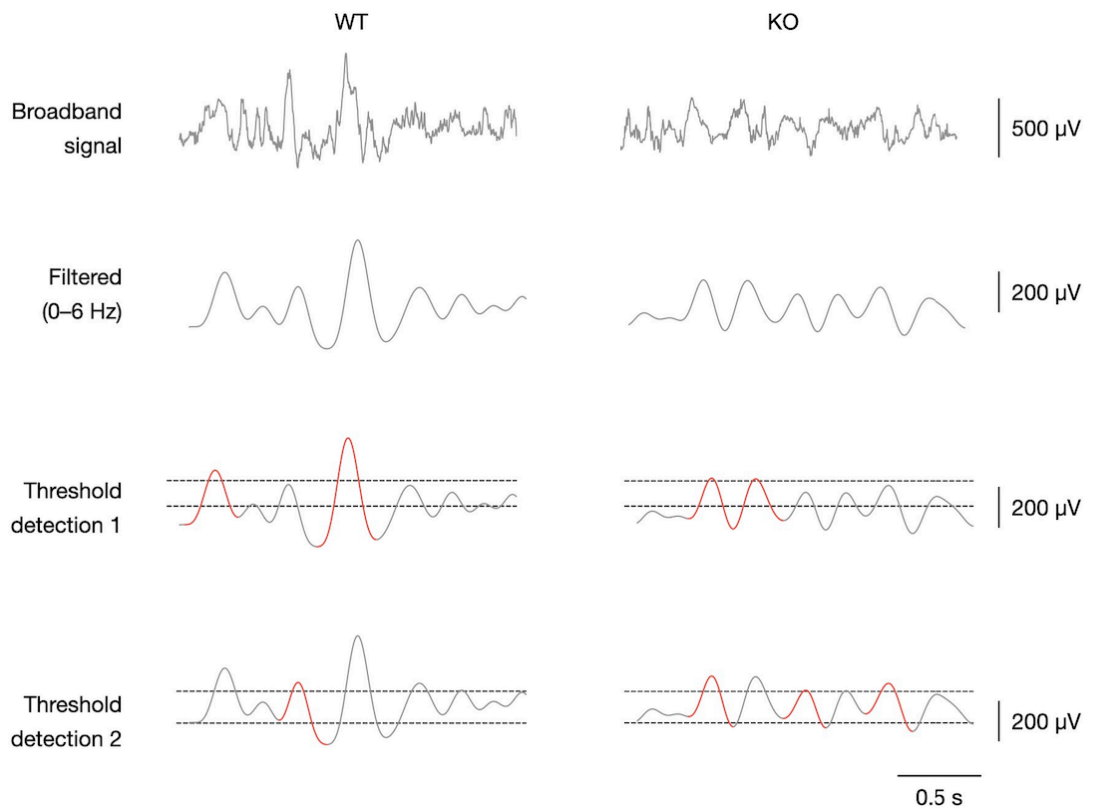 WT
KO
Broadband
signal
500 µV
Filtered
(0–6 Hz)
200 µV
Threshold
detection 1
200 µV
Threshold
detection 2
200 µV
0.5 s